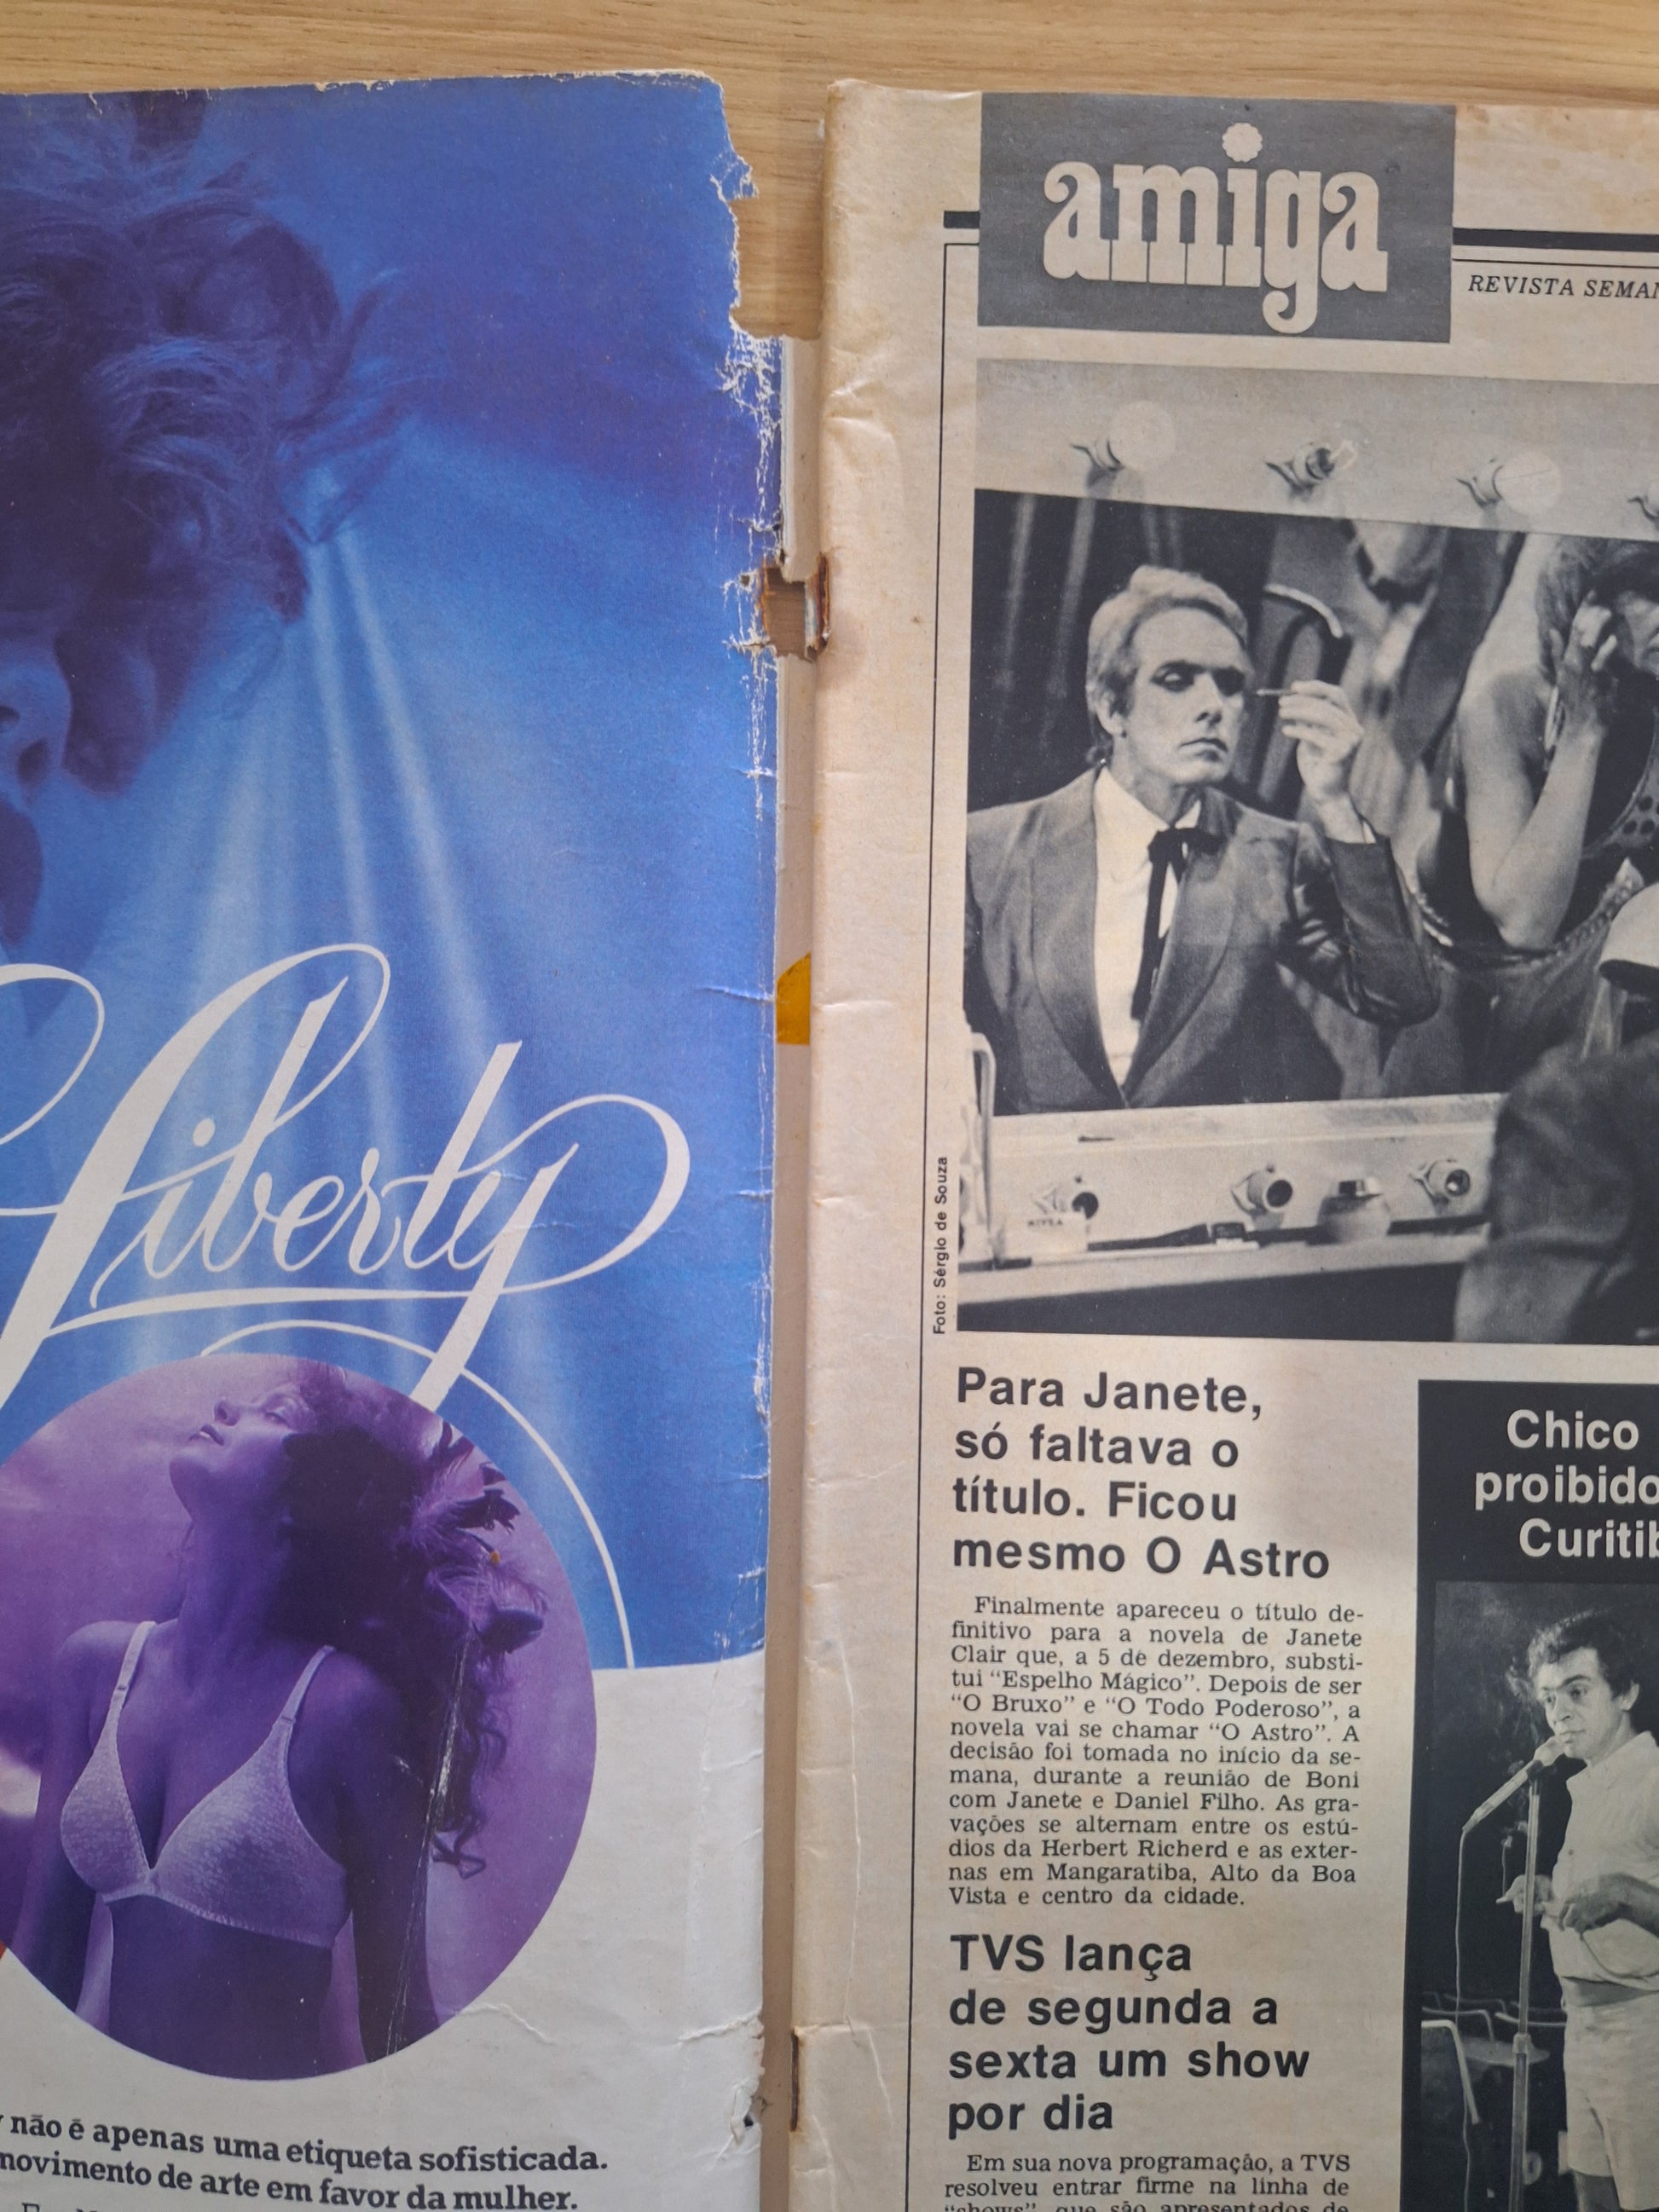 Liberty
não é apenas uma etiqueta sofisticada.
movimento de arte em favor da mulher.
amiga
REVISTA
Foto: Sérgio de Souza
Para Janete,
só faltava o
título. Ficou
mesmo O Astro
Finalmente apareceu o título de-
finitivo para a novela de Janete
Clair que, a 5 de dezembro, substi-
tui “Espelho Mágico”. Depois de ser
“O Bruxo” e “O Todo Poderoso”, a
novela vai se chamar “O Astro”. A
decisão foi tomada no início da se-
mana, durante a reunião de Boni
com Janete e Daniel Filho. As gra-
vações se alternam entre os estú-
dios da Herbert Richerd e as exter-
nas em Mangaratiba, Alto da Boa
Vista e centro da cidade.
TVS lança
de segunda a
sexta um show
por dia
Em sua nova programação, a TVS
resolveu entrar firme na linha de
“shows”, que são apresentados de
Chico
proibido
NIVEA